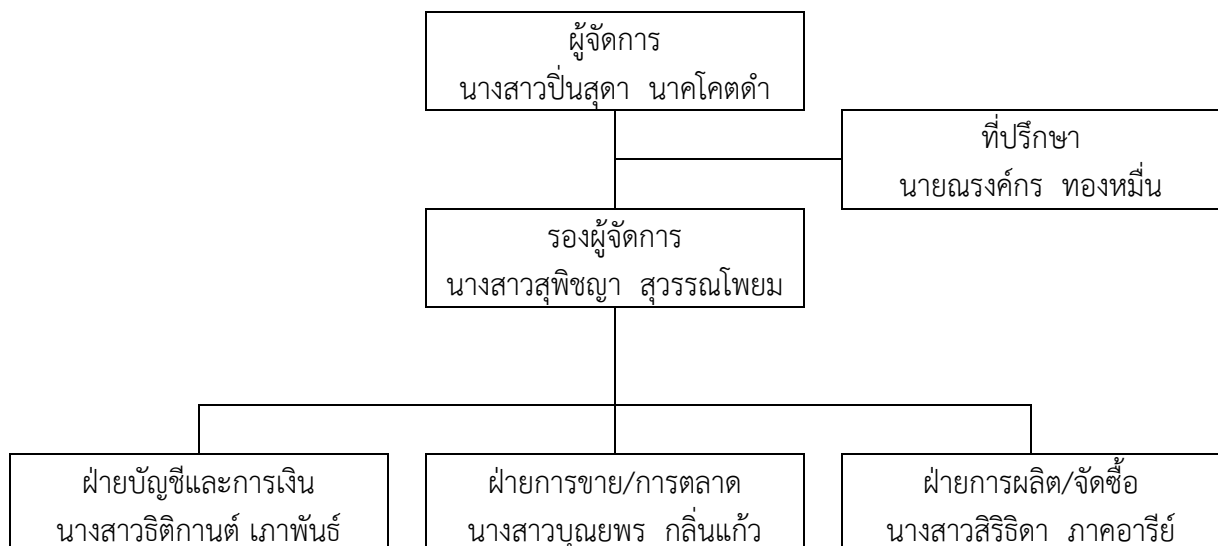 ผู้จัดการ
นางสาวปิ่นสุดา นาคโคตดำ
ที่ปรึกษา
นายณรงค์กร ทองหมื่น
รองผู้จัดการ
นางสาวสุพิชญา สุวรรณโพยม
ฝ่ายบัญชีและการเงิน
นางสาวธิติกานต์ เภาพันธ์
ฝ่ายการขาย/การตลาด
นางสาวบุณยพร กลิ่นแก้ว
ฝ่ายการผลิต/จัดซื้อ
นางสาวสิริธิดา ภาคอารีย์